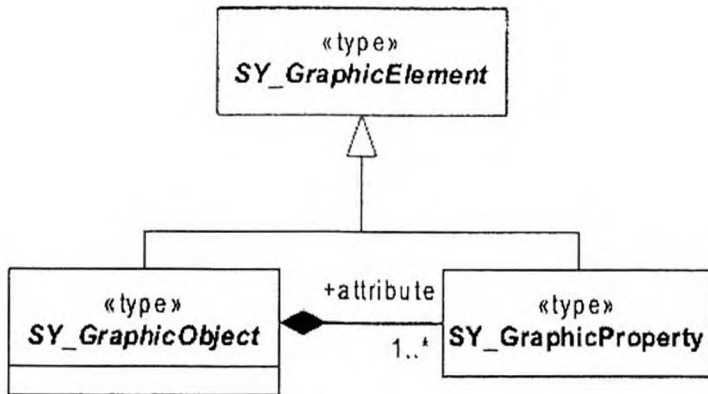 «type»
SY_GraphicElement
«type»
SY_GraphicObject
+attribute
1..*
«type»
SY_GraphicProperty